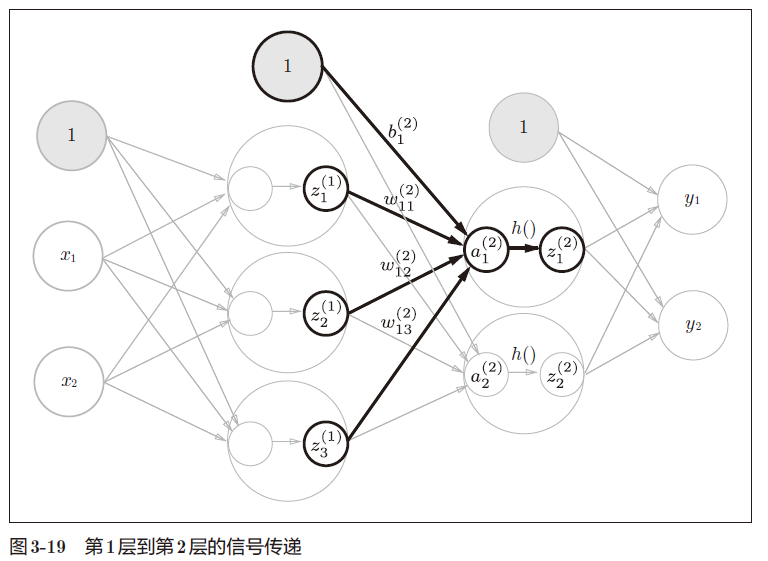 1
1
1
b_1^{(2)}
z_1^{(1)}
w_{11}^{(2)}
y_1
h()
x_1
a_1^{(2)}
z_1^{(2)}
w_{12}^{(2)}
z_2^{(1)}
w_{13}^{(2)}
y_2
h()
x_2
a_2^{(2)}
z_2^{(2)}
z_3^{(1)}
图3-19 第1层到第2层的信号传递